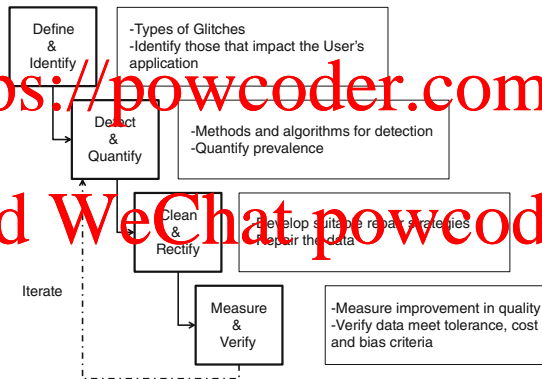 Define
&
Identify
-Types of Glitches
-Identify those that impact the User's
application
ps://powcoder.com
Detect
&
Quantify
-Methods and algorithms for detection
-Quantify prevalence
d WeChat powcod
Clean
&
Rectify
-Develop suitable repair strategies
-Repair the data
Iterate
Measure
&
Verify
-Measure improvement in quality
-Verify data meet tolerance, cost
and bias criteria